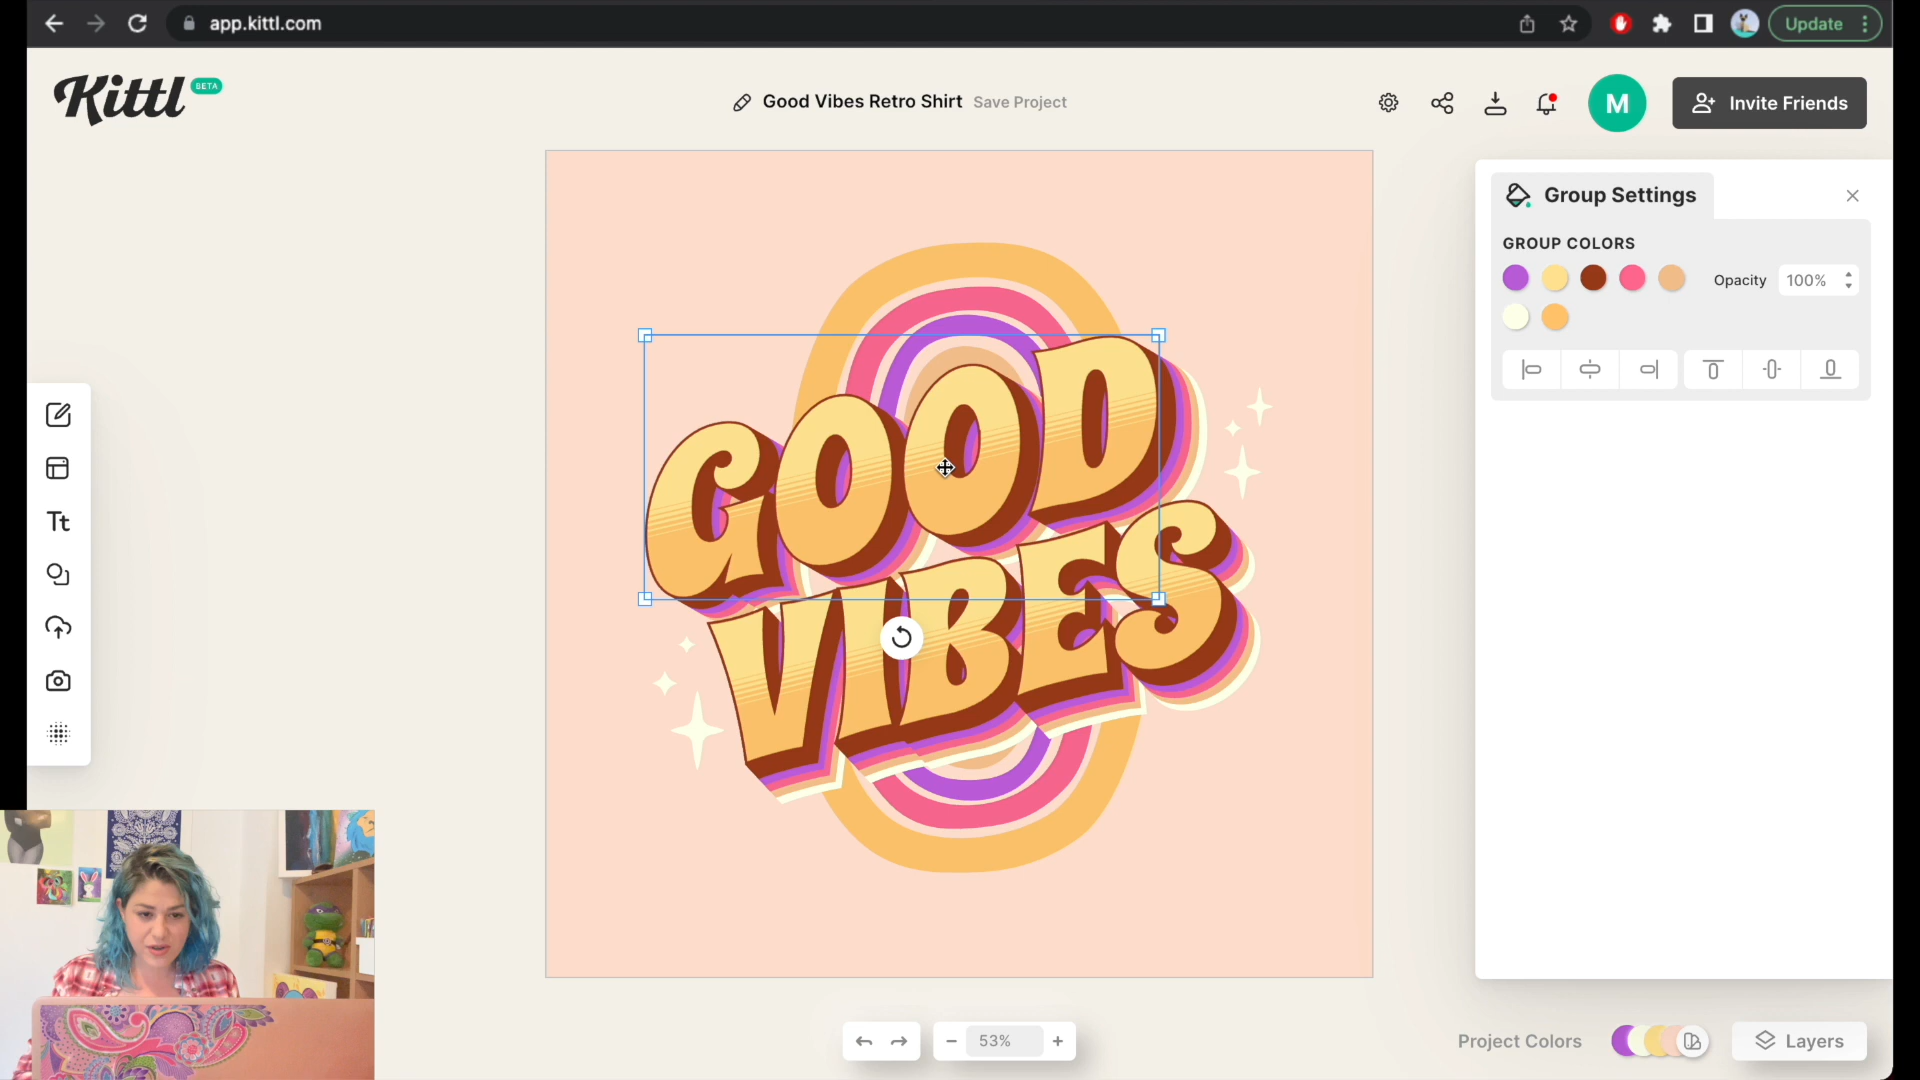 app.kittl.com
Update
Kittl BETA
Good Vibes Retro Shirt Save Project
M
Invite Friends
Group Settings
GROUP COLORS
Opacity 100%
GOOD
VIBES
Tt
53%
Project Colors
Layers